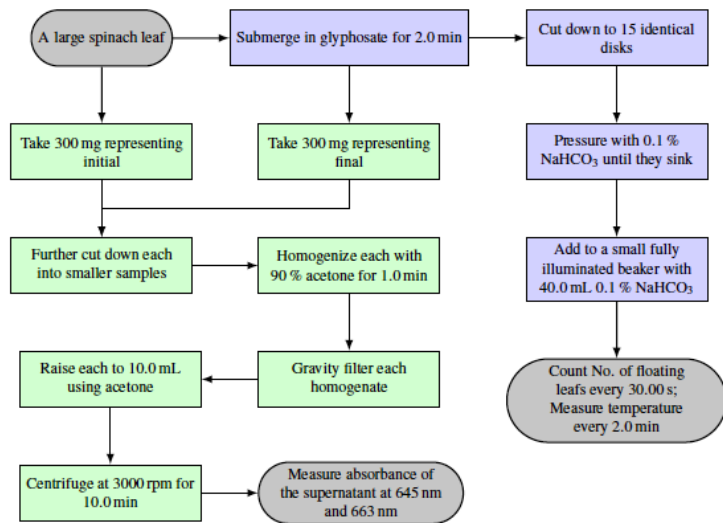 A large spinach leaf
Submerge in glyphosate for 2.0 min
Cut down to 15 identical
disks
Take 300 mg representing
initial
Take 300 mg representing
final
Pressure with 0.1 %
NaHCO₃ until they sink
Further cut down each
into smaller samples
Homogenize each with
90 % acetone for 1.0 min
Add to a small fully
illuminated beaker with
40.0 mL 0.1 % NaHCO₃
Raise each to 10.0 mL
using acetone
Gravity filter each
homogenate
Count No. of floating
leafs every 30.00 s;
Measure temperature
every 2.0 min
Centrifuge at 3000 rpm for
10.0 min
Measure absorbance of
the supernatant at 645 nm
and 663 nm